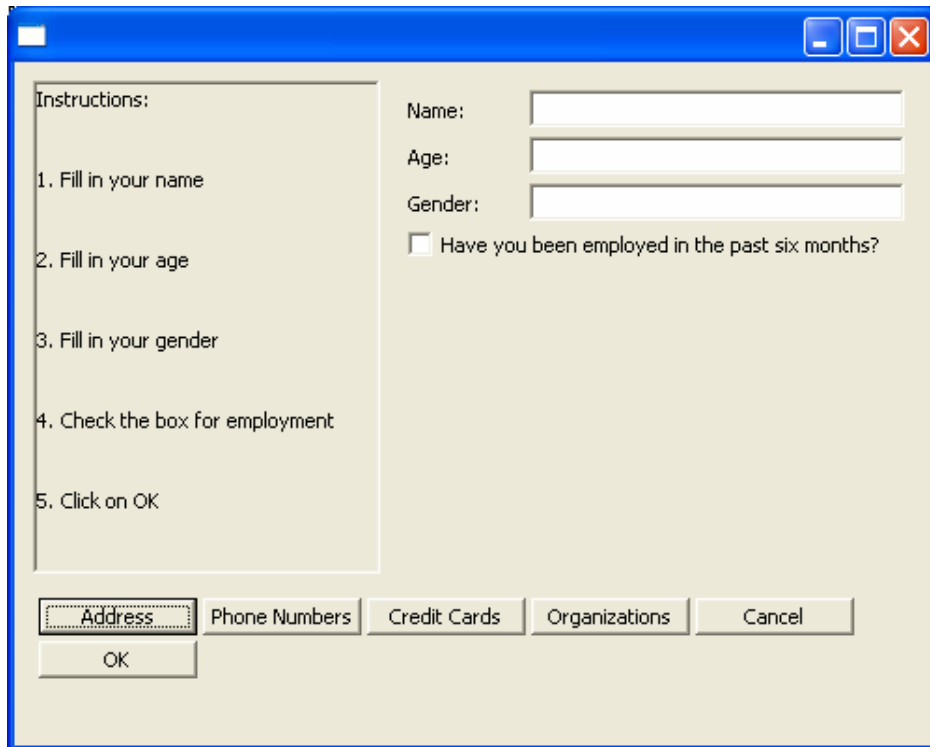 Instructions:
1. Fill in your name
2. Fill in your age
3. Fill in your gender
4. Check the box for employment
5. Click on OK
Name:
Age:
Gender:
Have you been employed in the past six months?
Address
Phone Numbers
Credit Cards
Organizations
Cancel
OK